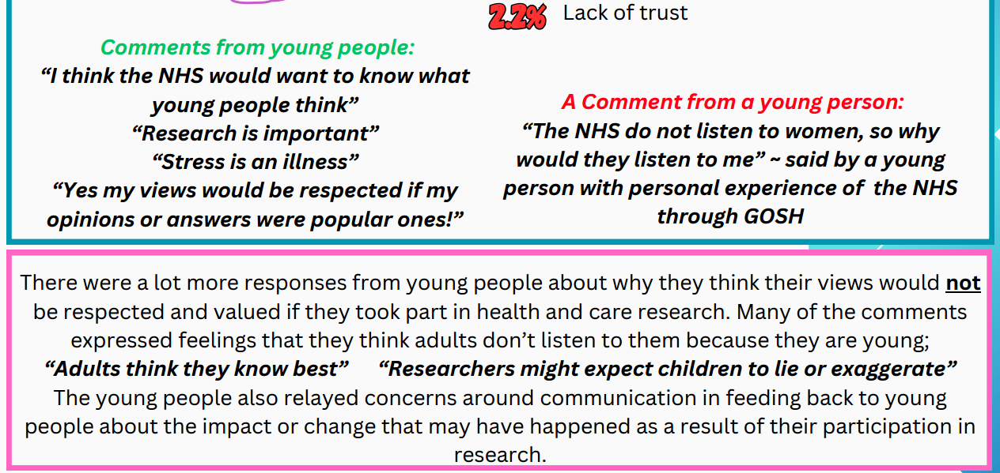 2.2% Lack of trust
Comments from young people:
“I think the NHS would want to know what
young people think”
“Research is important”
“Stress is an illness”
“Yes my views would be respected if my
opinions or answers were popular ones!”
A Comment from a young person:
“The NHS do not listen to women, so why
would they listen to me” ~ said by a young
person with personal experience of the NHS
through GOSH
There were a lot more responses from young people about why they think their views would not
be respected and valued if they took part in health and care research. Many of the comments
expressed feelings that they think adults don’t listen to them because they are young;
“Adults think they know best” “Researchers might expect children to lie or exaggerate”
The young people also relayed concerns around communication in feeding back to young
people about the impact or change that may have happened as a result of their participation in
research.